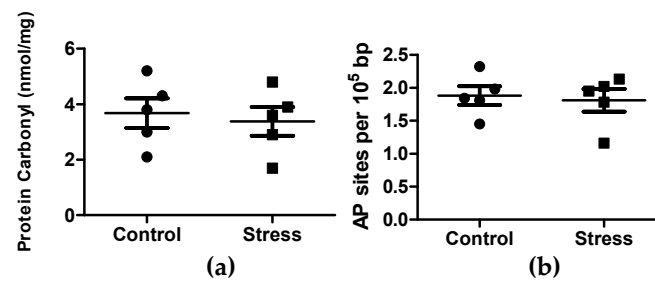 Protein Carbonyl (nmol/mg)
6
4
2
0
Control
Stress
(a)
AP sites per 10⁵ bp
2.5
2.0
1.5
1.0
0.5
0.0
Control
Stress
(b)